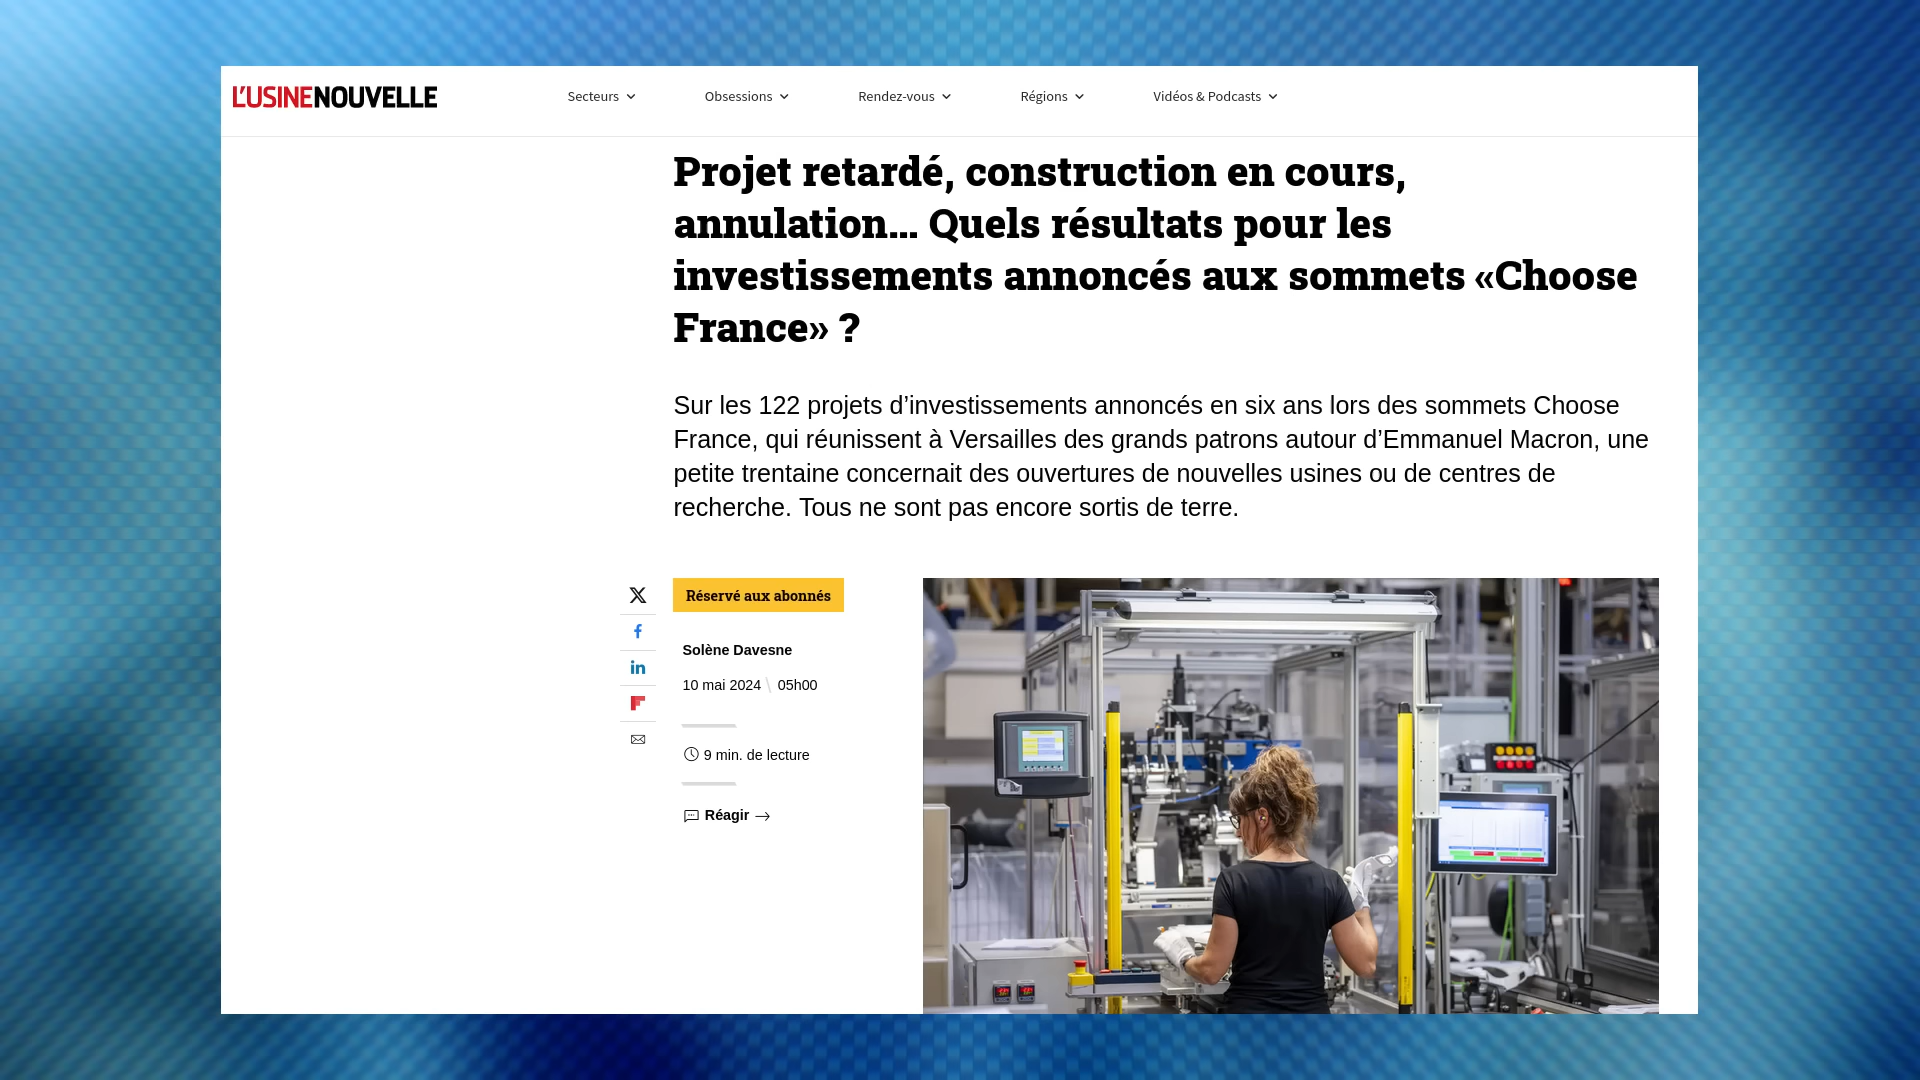 L'USINENOUVELLE
Secteurs
Obsessions
Rendez-vous
Régions
Vidéos & Podcasts
Projet retardé, construction en cours,
annulation... Quels résultats pour les
investissements annoncés aux sommets «Choose
France» ?
Sur les 122 projets d’investissements annoncés en six ans lors des sommets Choose
France, qui réunissent à Versailles des grands patrons autour d’Emmanuel Macron, une
petite trentaine concernait des ouvertures de nouvelles usines ou de centres de
recherche. Tous ne sont pas encore sortis de terre.
Réservé aux abonnés
Solène Davesne
10 mai 2024 \ 05h00
9 min. de lecture
Réagir